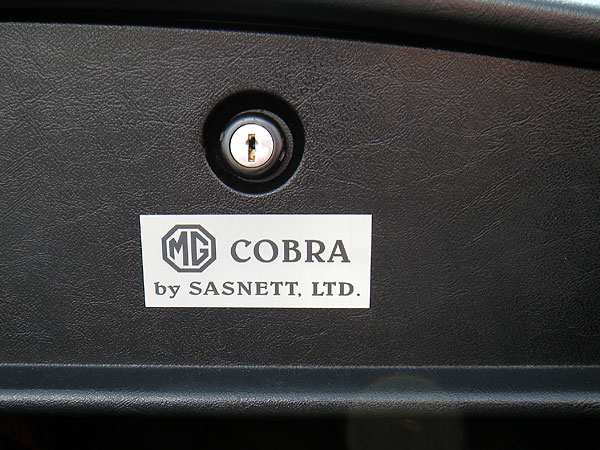 MG COBRA
by SASNETT, LTD.